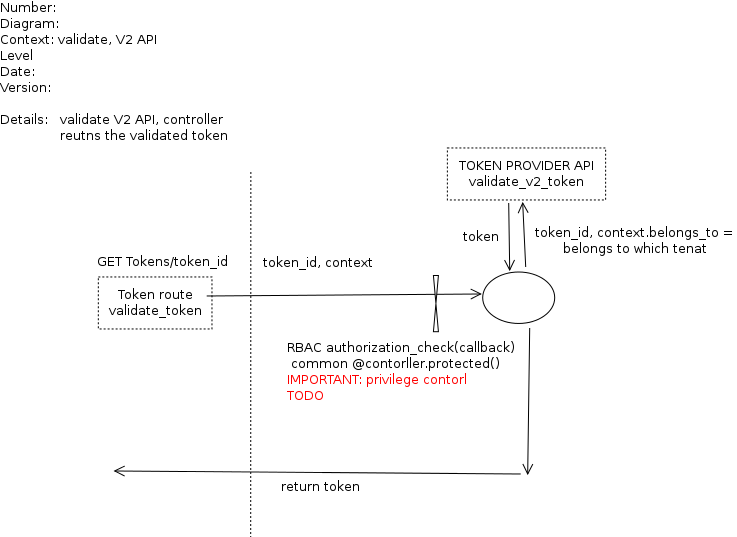 Number:
Diagram:
Context: validate, V2 API
Level
Date:
Version:
Details: validate V2 API, controller
reutns the validated token
TOKEN PROVIDER API
validate_v2_token
token
token_id, context.belongs_to =
belongs to which tenat
GET Tokens/token_id
token_id, context
Token route
validate_token
RBAC authorization_check(callback)
common @contorller.protected()
IMPORTANT: privilege contorl
TODO
return token